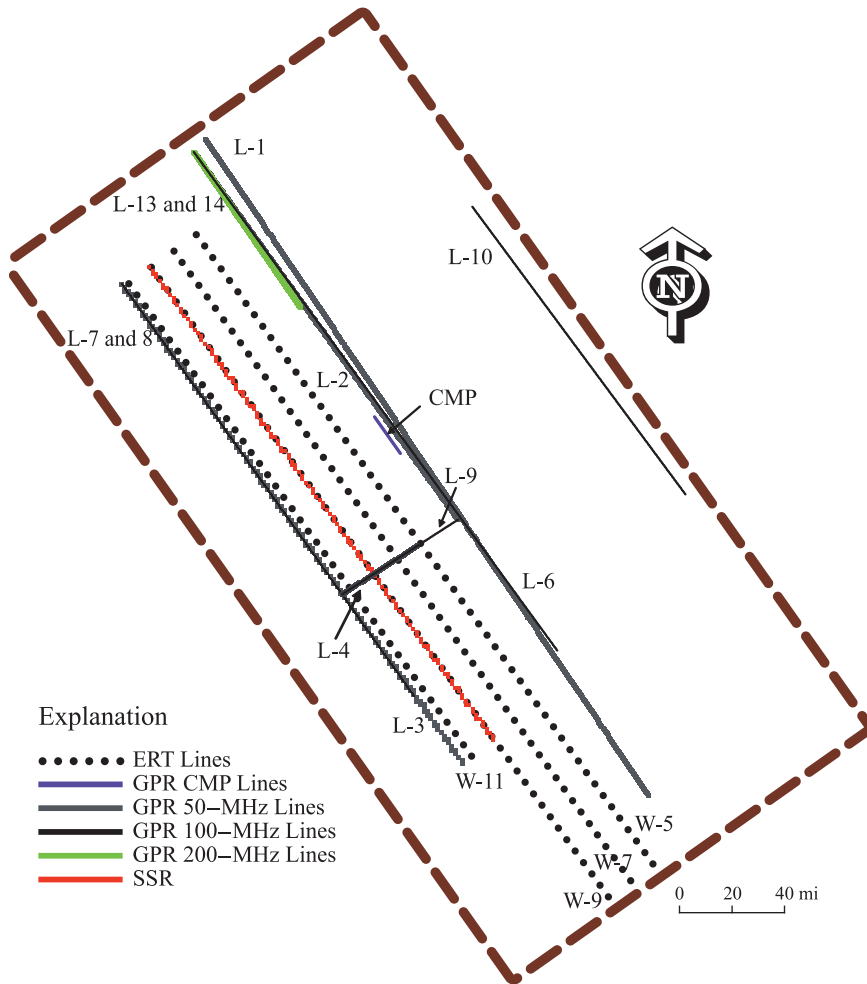 L-1
L-13 and 14
L-10
N
L-7 and 8
L-2
CMP
L-9
L-6
L-4
L-3
W-11
W-5
W-7
W-9
Explanation
ERT Lines
GPR CMP Lines
GPR 50–MHz Lines
GPR 100–MHz Lines
GPR 200–MHz Lines
SSR
0 20 40 mi